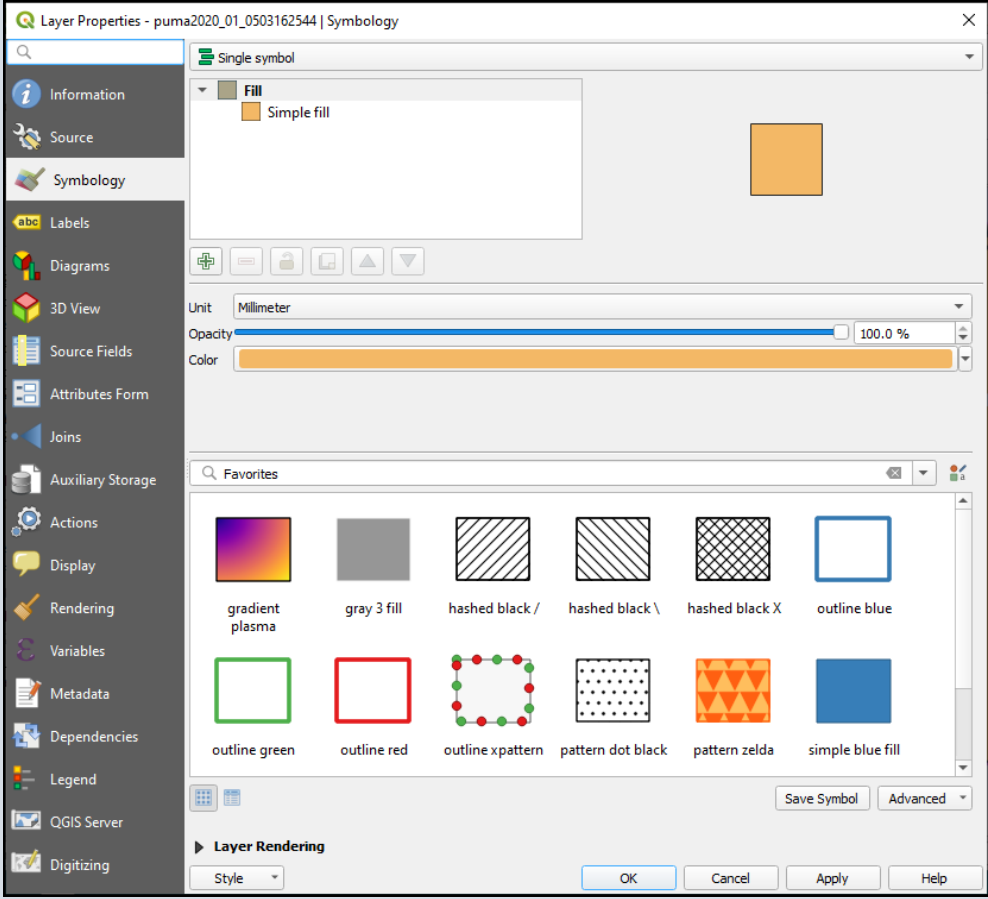 Layer Properties - puma2020_01_0503162544 | Symbology
Information
Source
Symbology
abc Labels
Diagrams
3D View
Source Fields
Attributes Form
Joins
Auxiliary Storage
Actions
Display
Rendering
Variables
Metadata
Dependencies
Legend
QGIS Server
Digitizing
Single symbol
Fill
Simple fill
Unit Millimeter
Opacity 100.0 %
Color
Favorites
gradient
plasma
gray 3 fill
hashed black /
hashed black \
hashed black X
outline blue
outline green
outline red
outline xpattern
pattern dot black
pattern zelda
simple blue fill
Save Symbol
Advanced
Layer Rendering
Style
OK
Cancel
Apply
Help